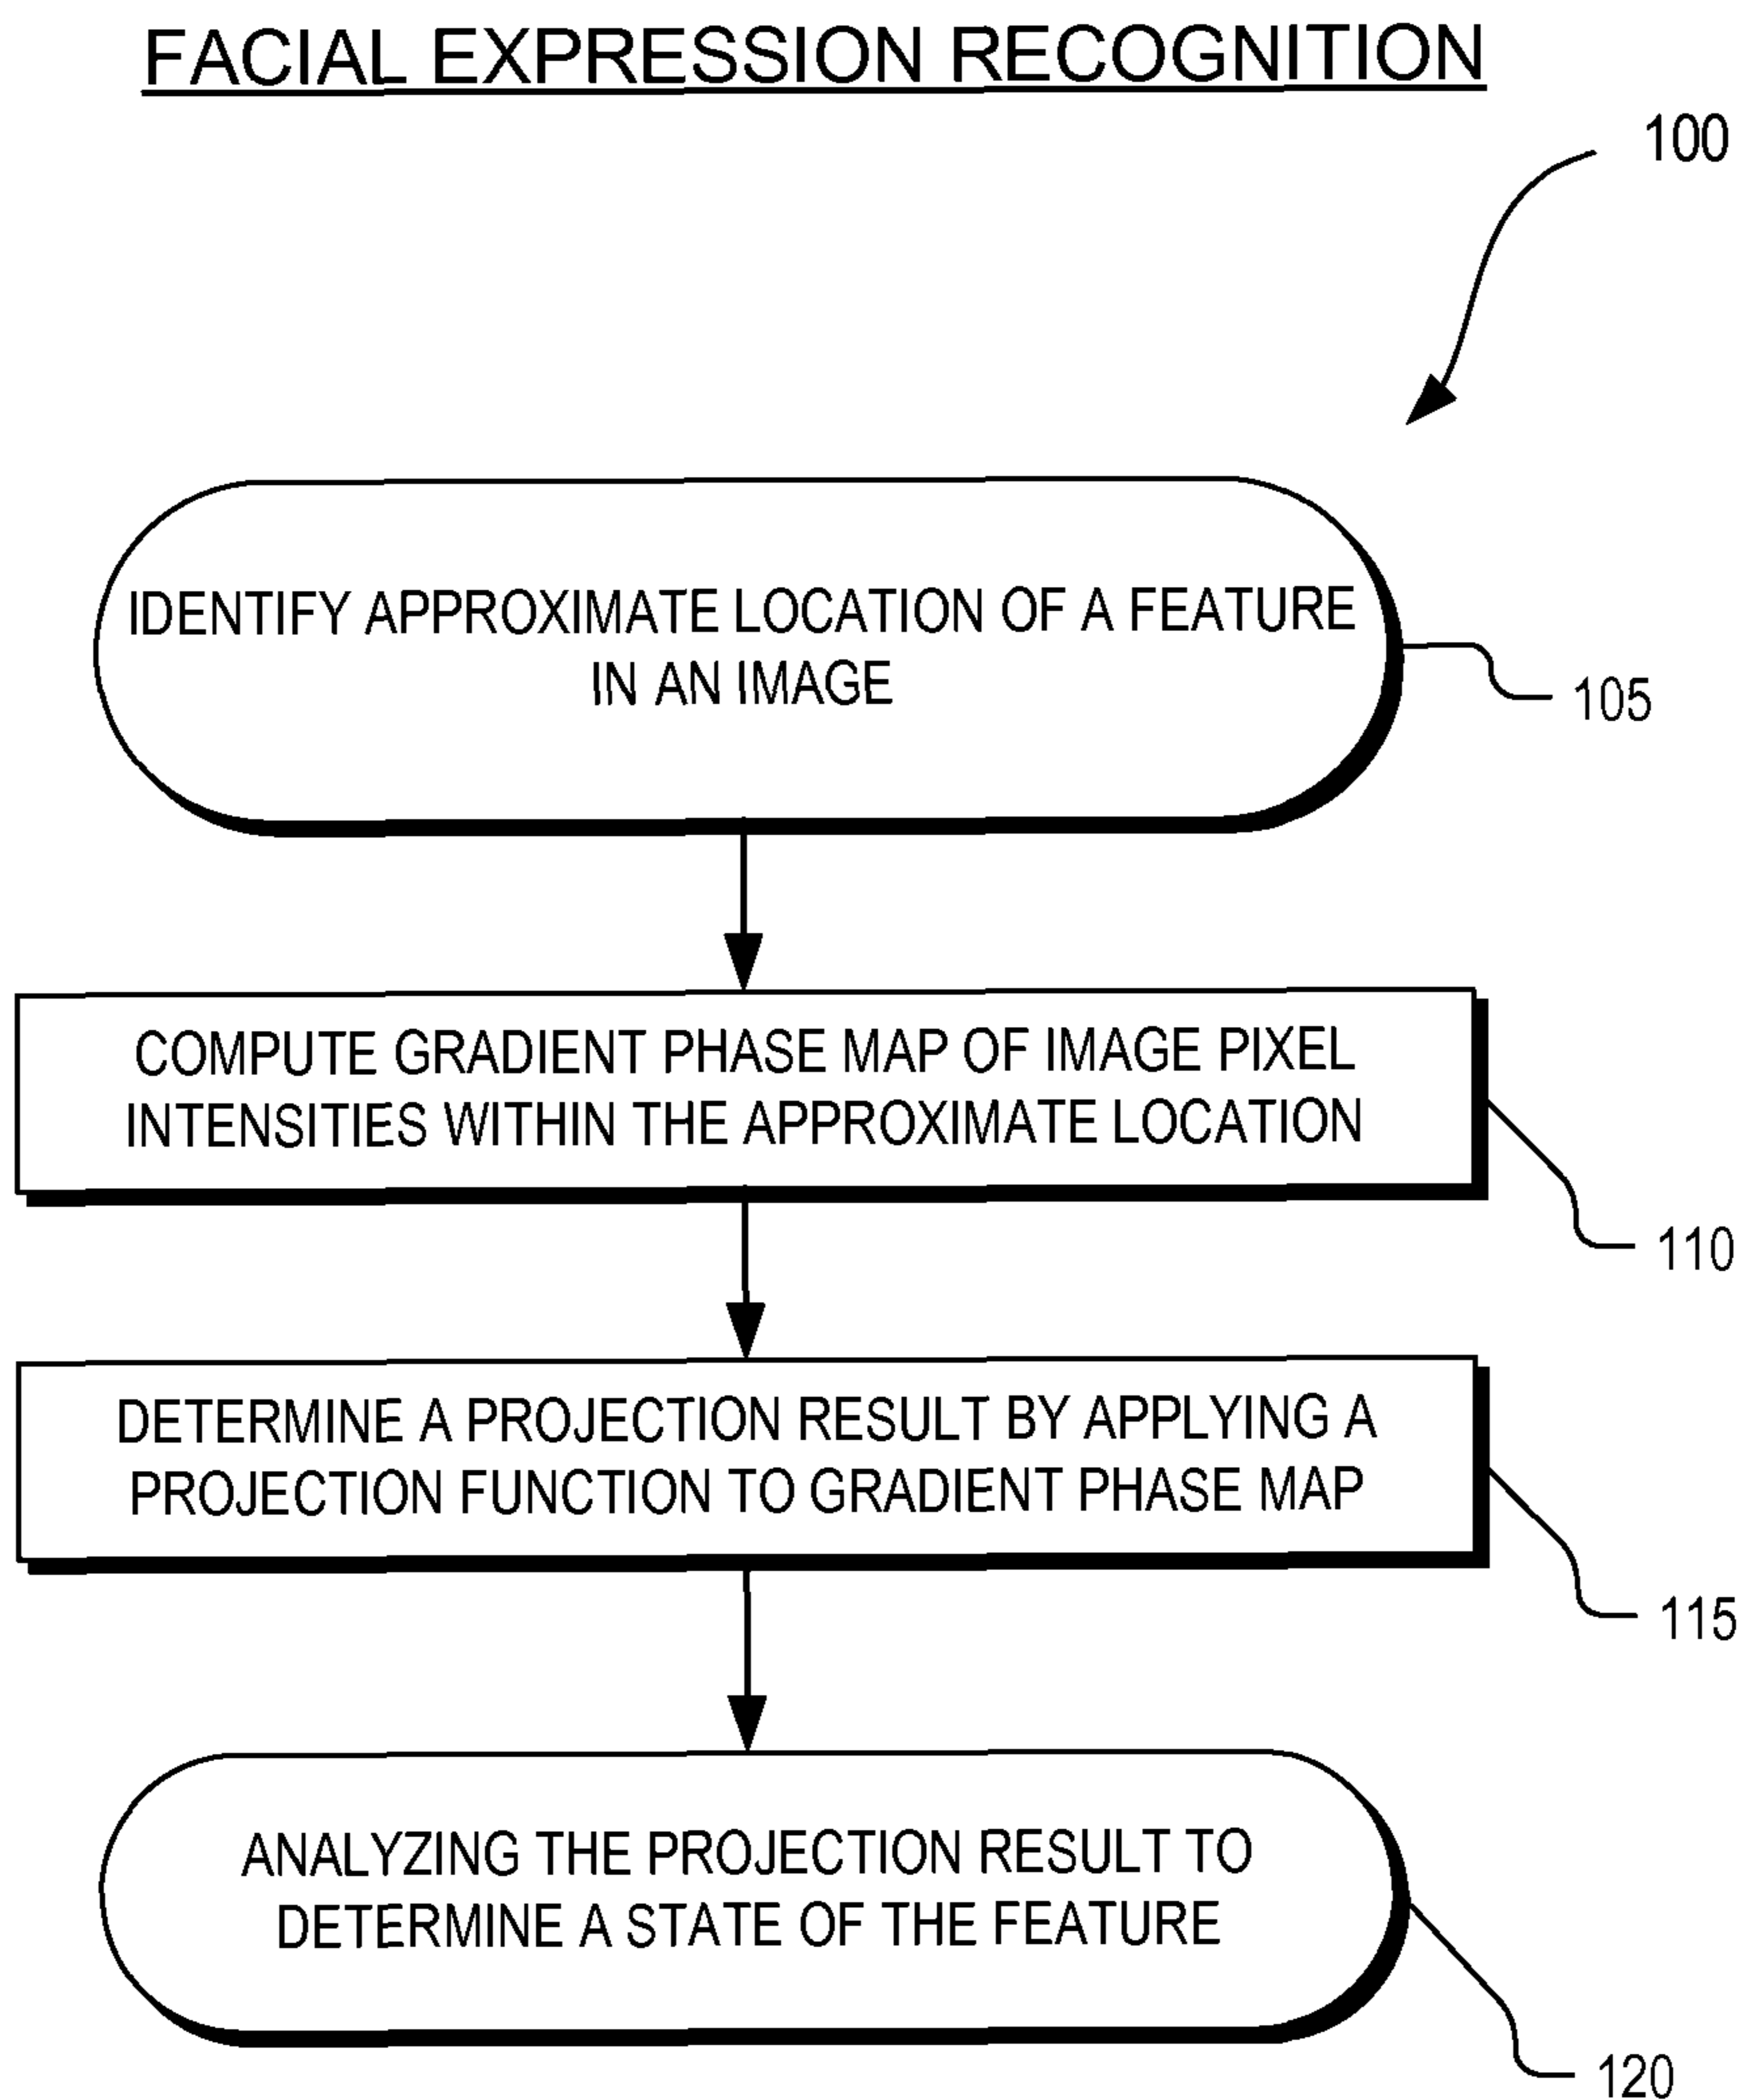 FACIAL EXPRESSION RECOGNITION
100
IDENTIFY APPROXIMATE LOCATION OF A FEATURE
IN AN IMAGE
105
COMPUTE GRADIENT PHASE MAP OF IMAGE PIXEL
INTENSITIES WITHIN THE APPROXIMATE LOCATION
110
DETERMINE A PROJECTION RESULT BY APPLYING A
PROJECTION FUNCTION TO GRADIENT PHASE MAP
115
ANALYZING THE PROJECTION RESULT TO
DETERMINE A STATE OF THE FEATURE
120